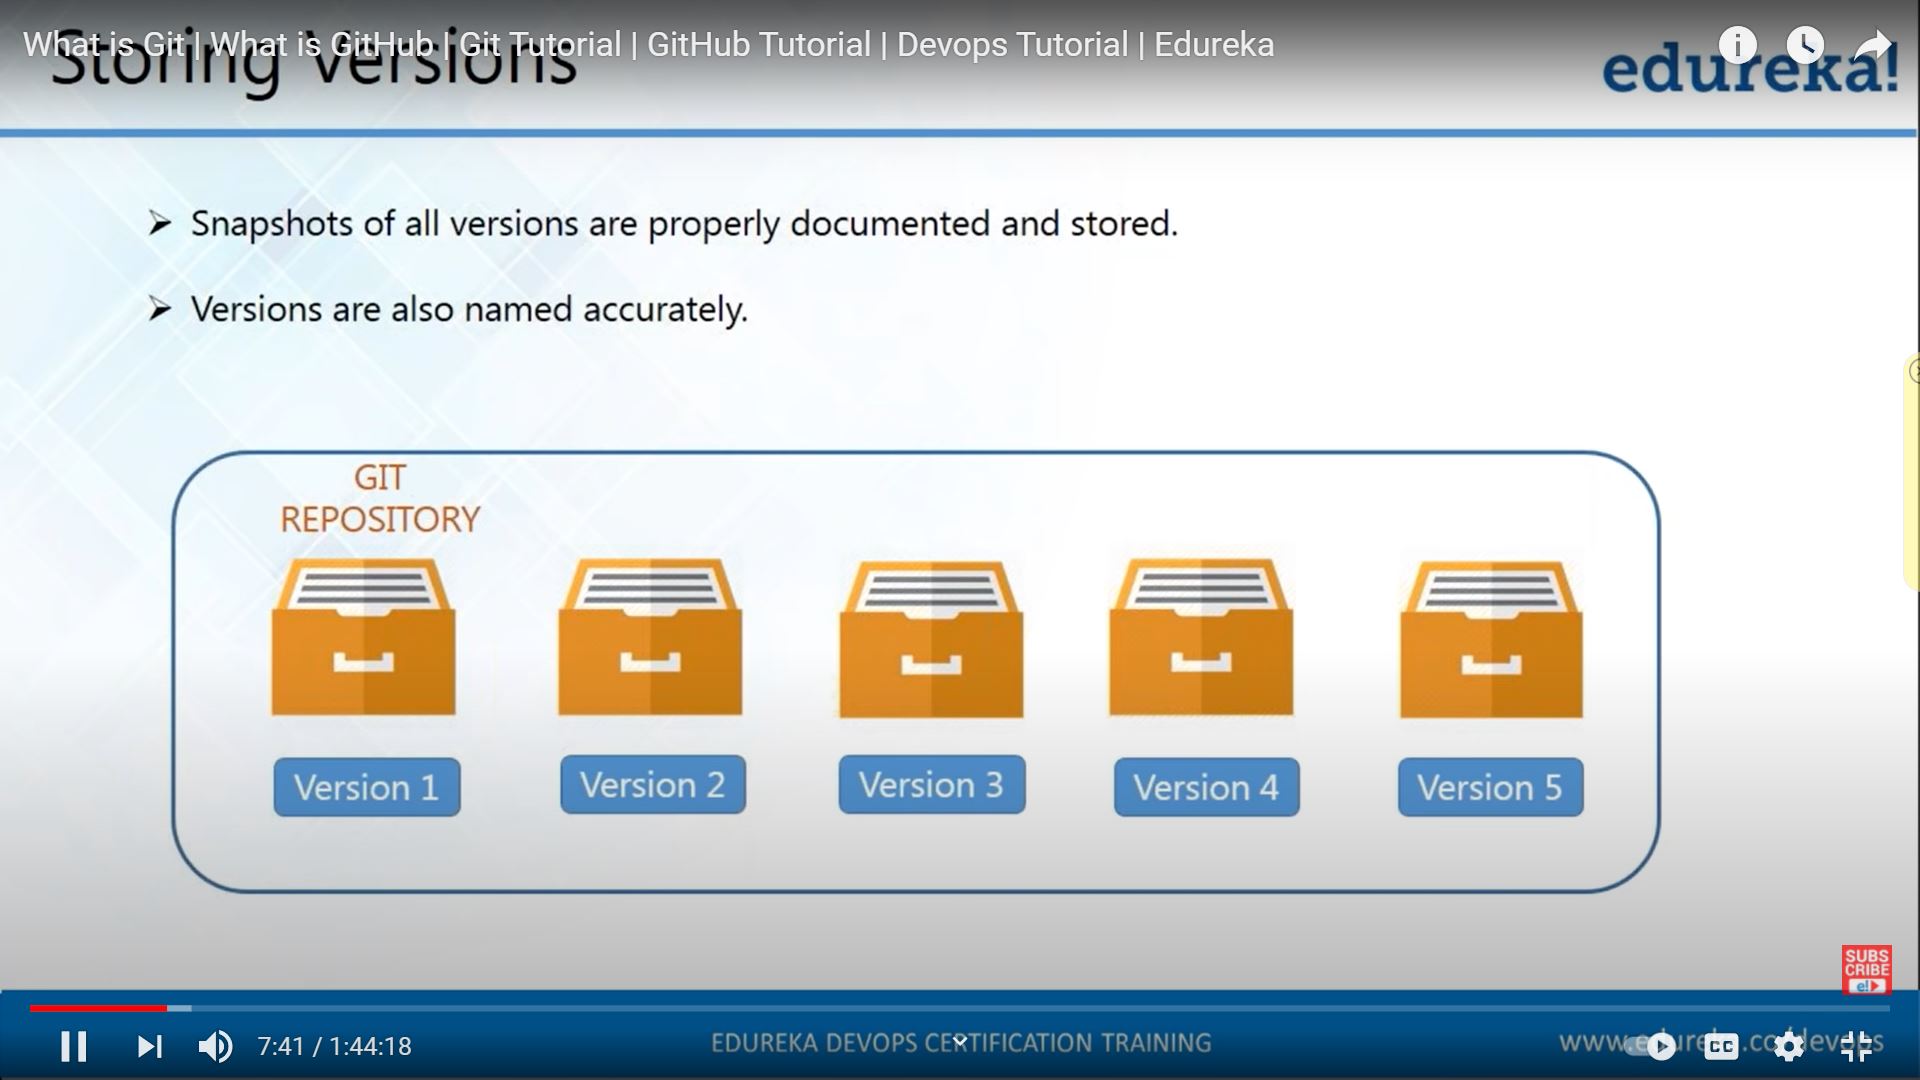 What is Git | What is GitHub | Git Tutorial | GitHub Tutorial | Devops Tutorial | Edureka
Storing Versions
edureka!
Snapshots of all versions are properly documented and stored.
Versions are also named accurately.
GIT
REPOSITORY
Version 1
Version 2
Version 3
Version 4
Version 5
SUBS
CRIBE
e!
7:41 / 1:44:18
EDUREKA DEVOPS CERTIFICATION TRAINING
www.edureka.co/devops
CC